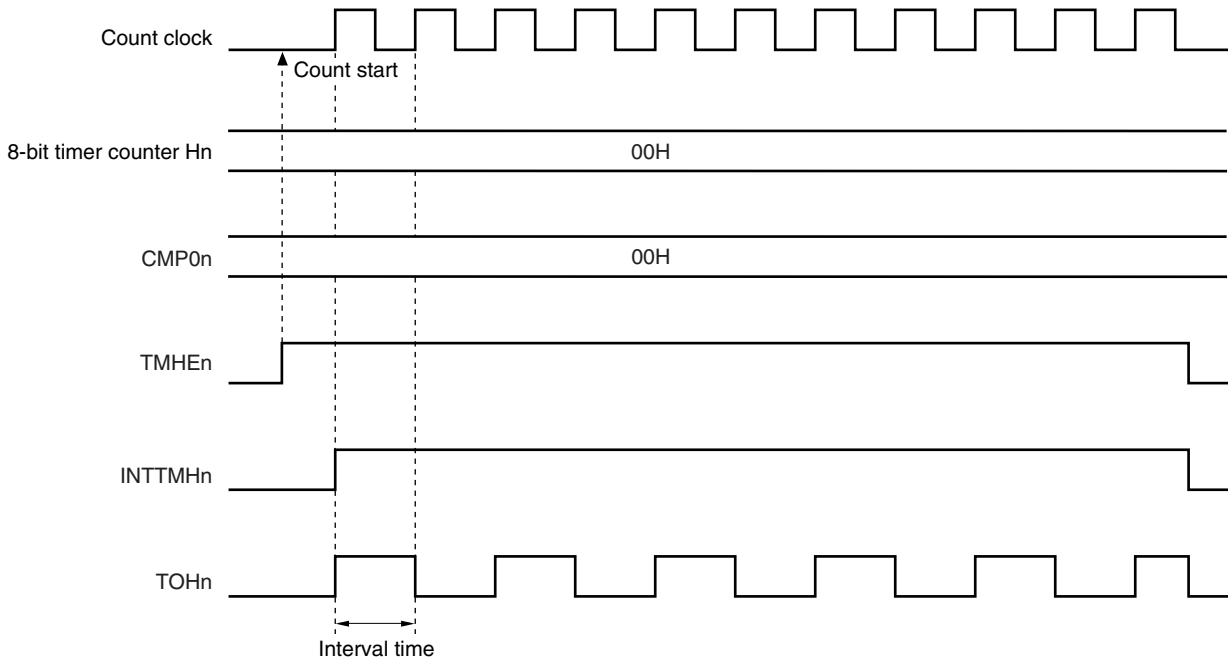 Count clock
Count start
8-bit timer counter Hn
00H
CMP0n
00H
TMHEn
INTTMHn
TOHn
Interval time